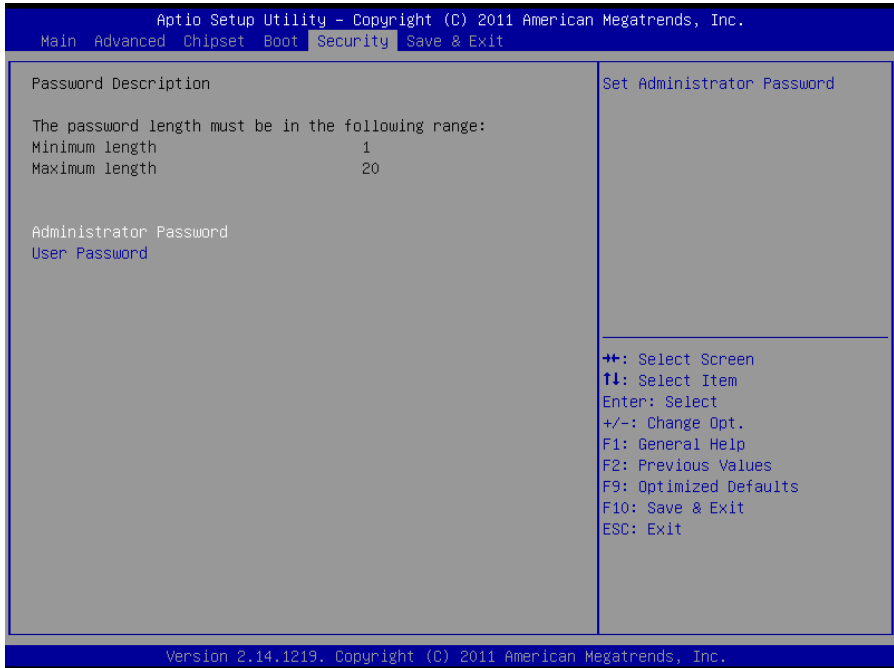 Aptio Setup Utility – Copyright (C) 2011 American Megatrends, Inc.
Main Advanced Chipset Boot Security Save & Exit
Password Description
The password length must be in the following range:
Minimum length 1
Maximum length 20
Administrator Password
User Password
Set Administrator Password
→←: Select Screen
↑↓: Select Item
Enter: Select
+/-: Change Opt.
F1: General Help
F2: Previous Values
F9: Optimized Defaults
F10: Save & Exit
ESC: Exit
Version 2.14.1219. Copyright (C) 2011 American Megatrends, Inc.